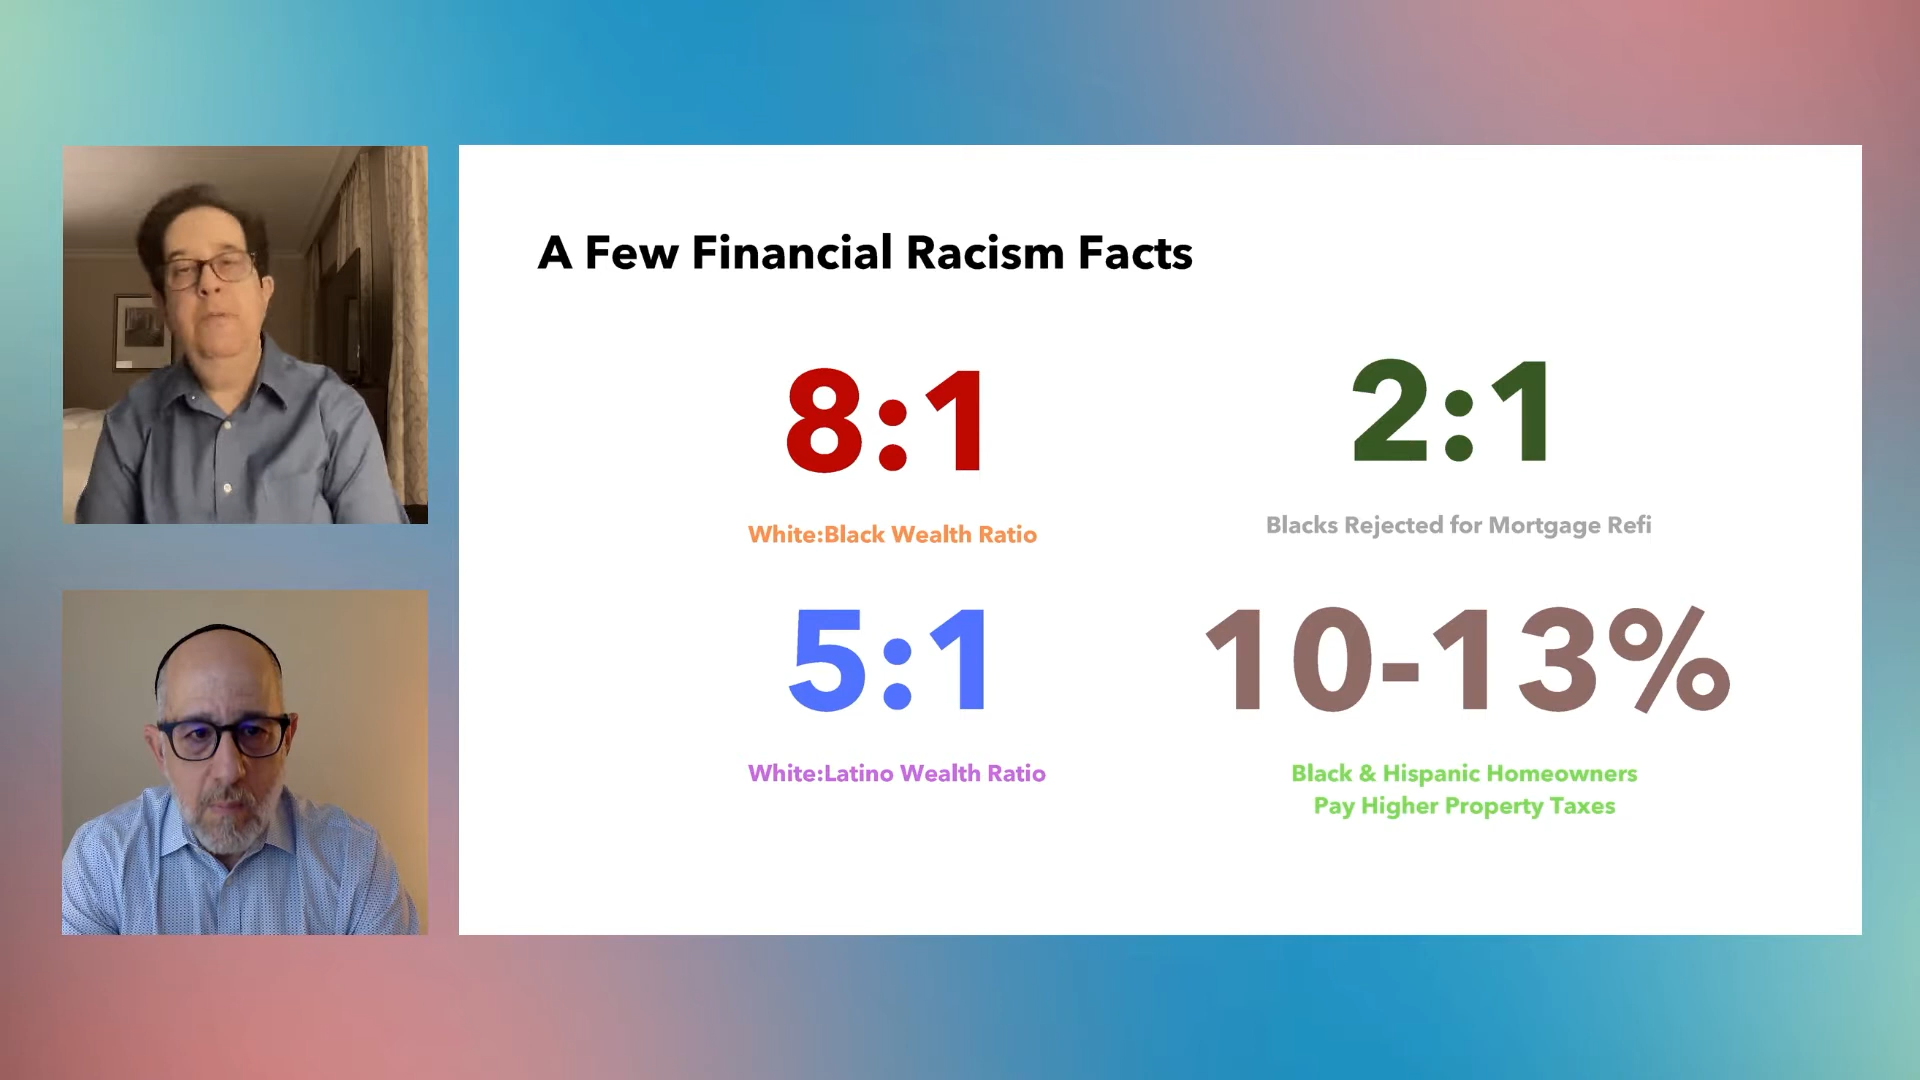 A Few Financial Racism Facts
8:1
White:Black Wealth Ratio
2:1
Blacks Rejected for Mortgage Refi
5:1
White:Latino Wealth Ratio
10-13%
Black & Hispanic Homeowners
Pay Higher Property Taxes